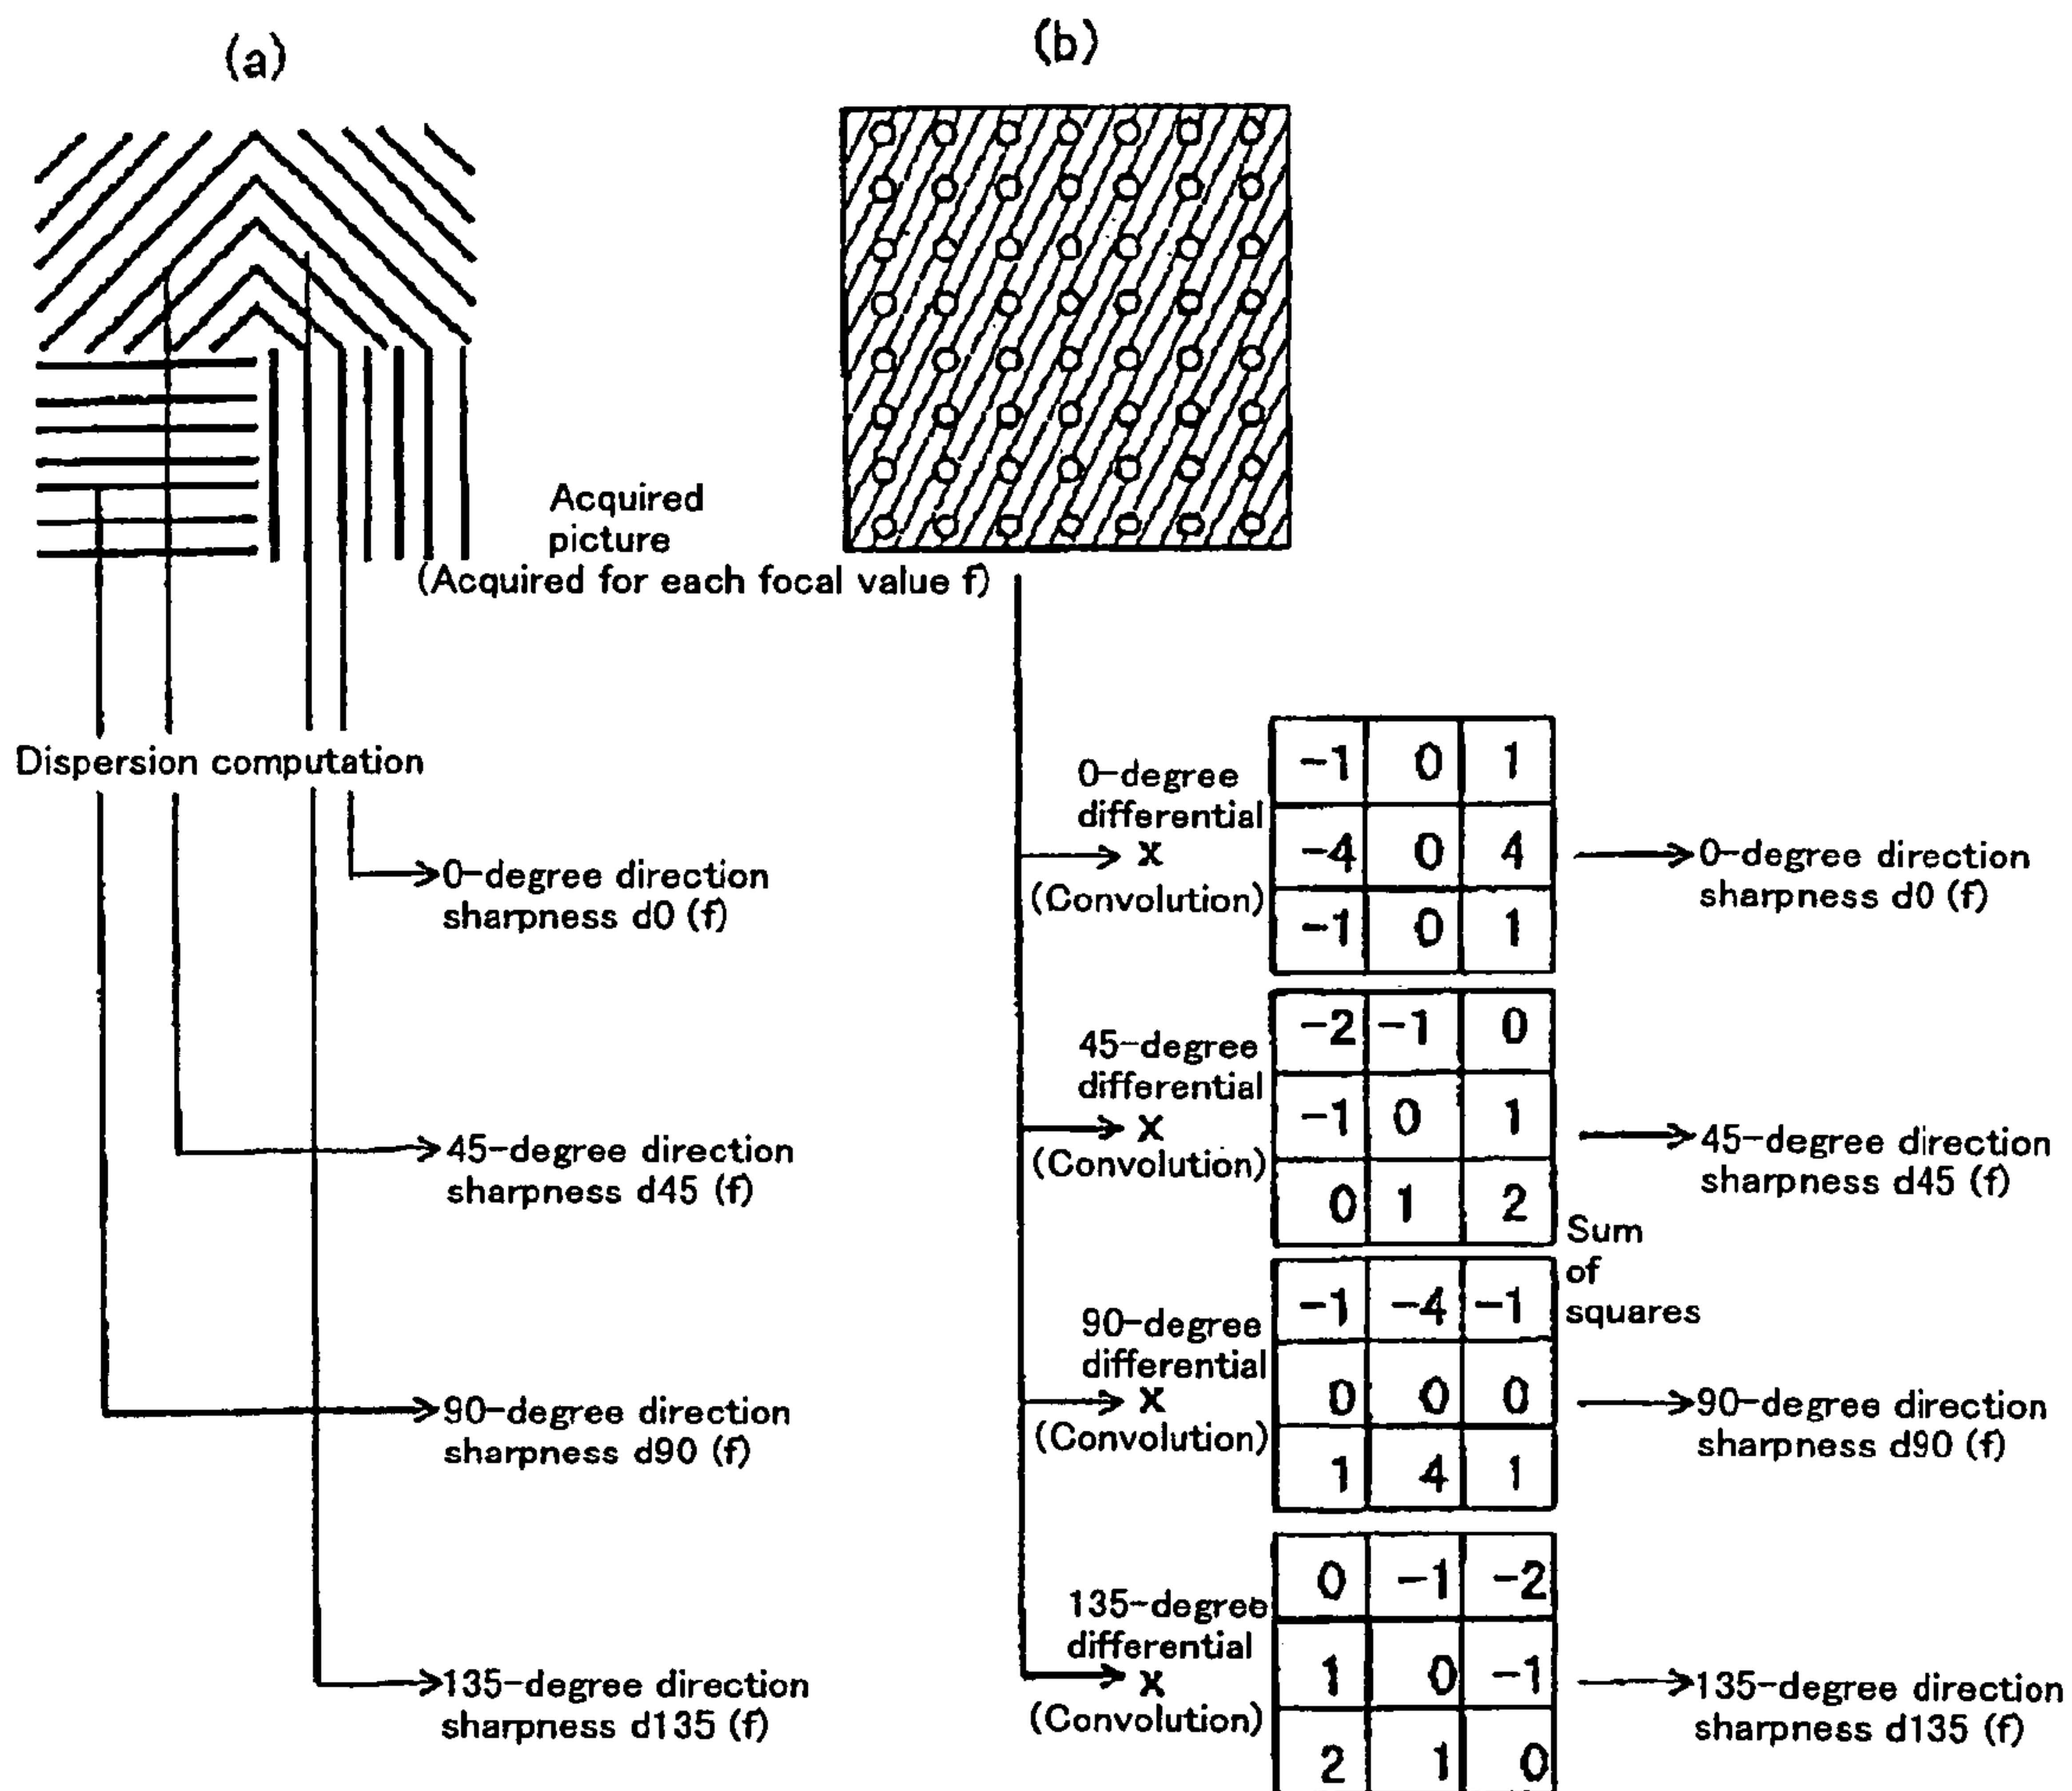 (a)
(b)
Acquired
picture
(Acquired for each focal value f)
Dispersion computation
0-degree direction
sharpness d0 (f)
45-degree direction
sharpness d45 (f)
90-degree direction
sharpness d90 (f)
135-degree direction
sharpness d135 (f)
0-degree
differential
X
(Convolution)
-1 0 1
-4 0 4
-1 0 1
0-degree direction
sharpness d0 (f)
45-degree
differential
X
(Convolution)
-2 -1 0
-1 0 1
0 1 2
45-degree direction
sharpness d45 (f)
Sum
of
squares
90-degree
differential
X
(Convolution)
-1 -4 -1
0 0 0
1 4 1
90-degree direction
sharpness d90 (f)
135-degree
differential
X
(Convolution)
0 -1 -2
1 0 -1
2 1 0
135-degree direction
sharpness d135 (f)